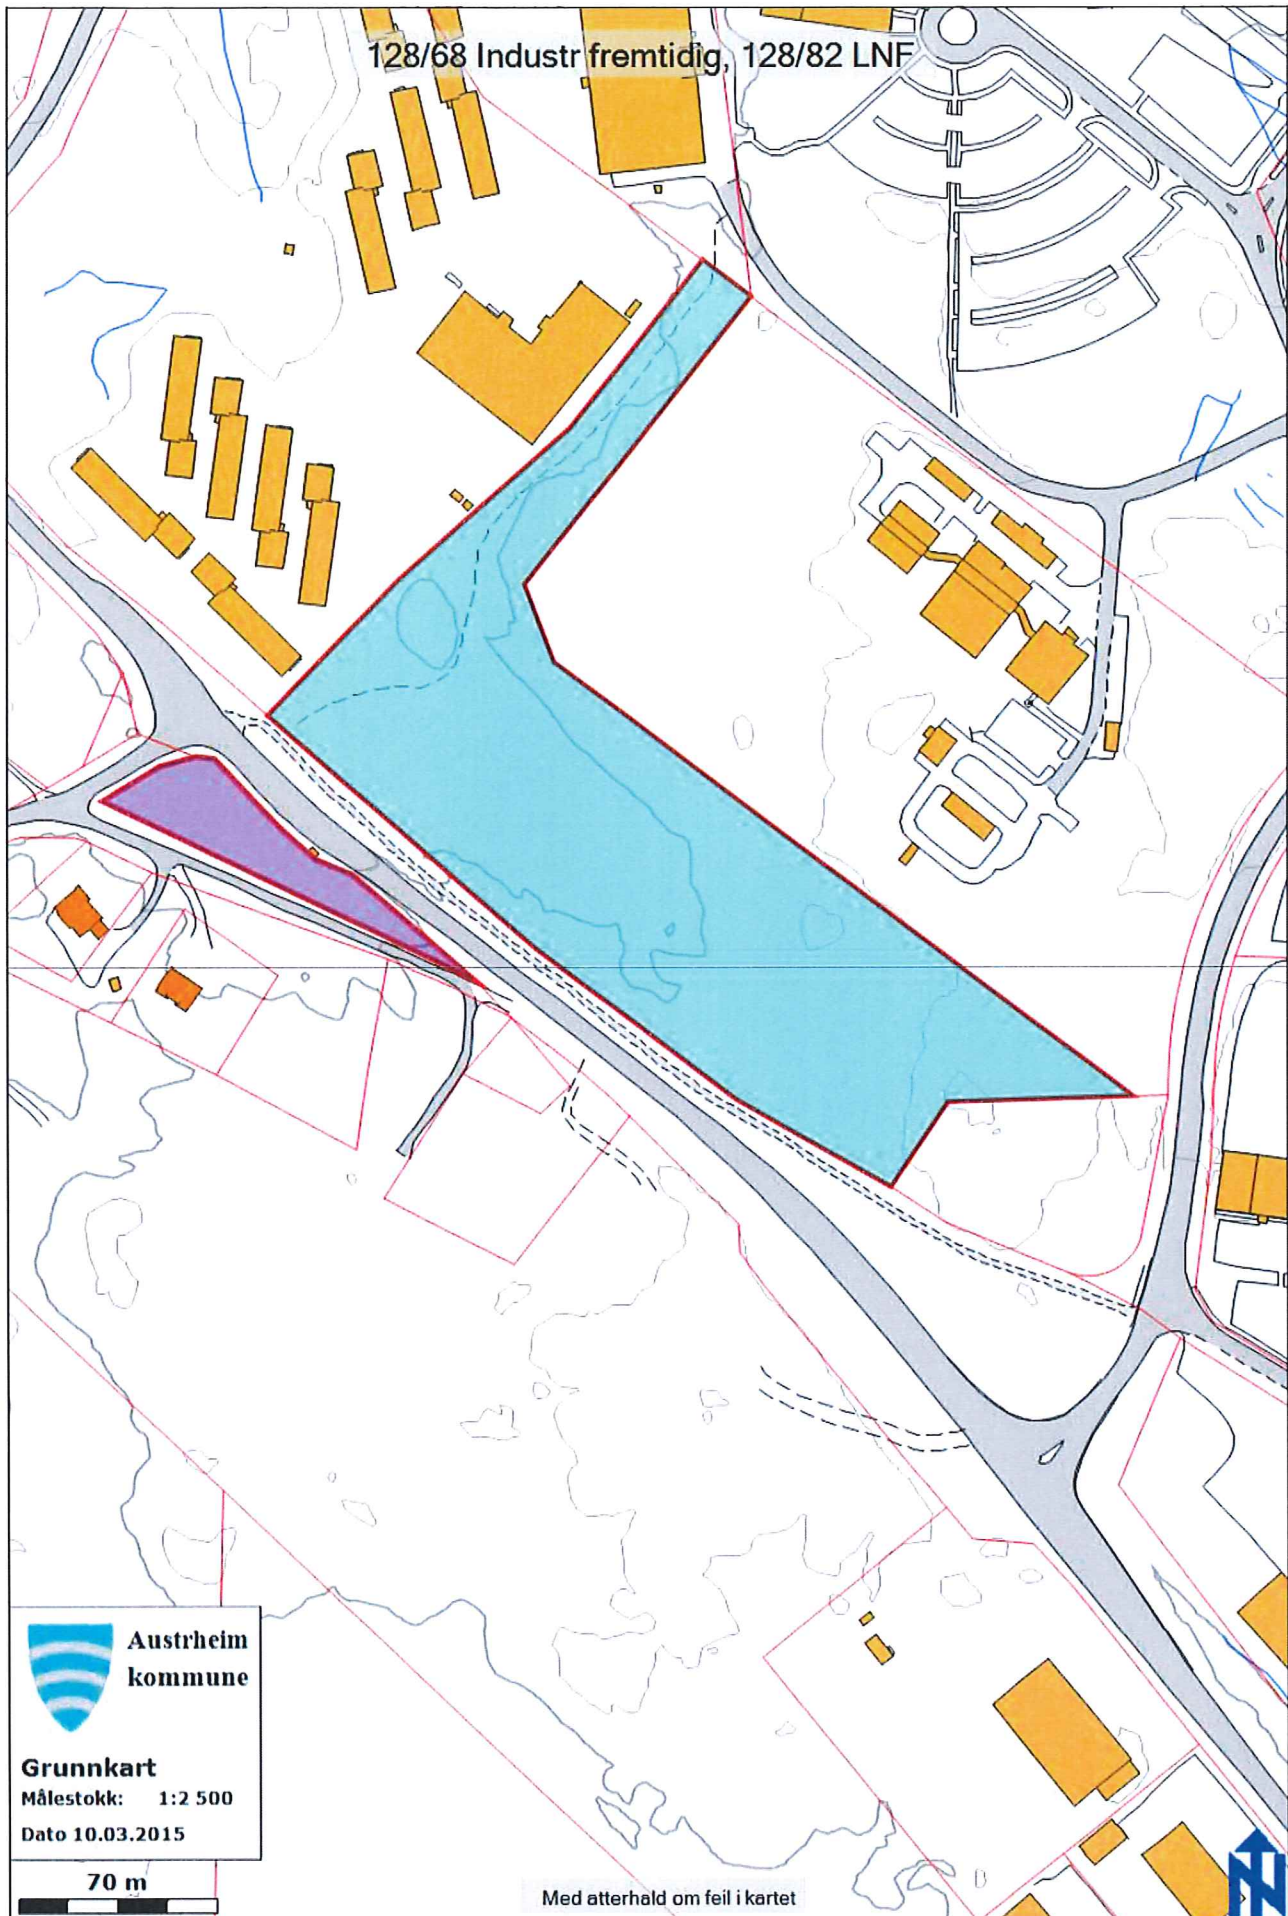 128/68 Industr fremtidig, 128/82 LNF
Austrheim
kommune
Grunnkart
Målestokk: 1:2 500
Dato 10.03.2015
70 m
Med atterhald om feil i kartet
N